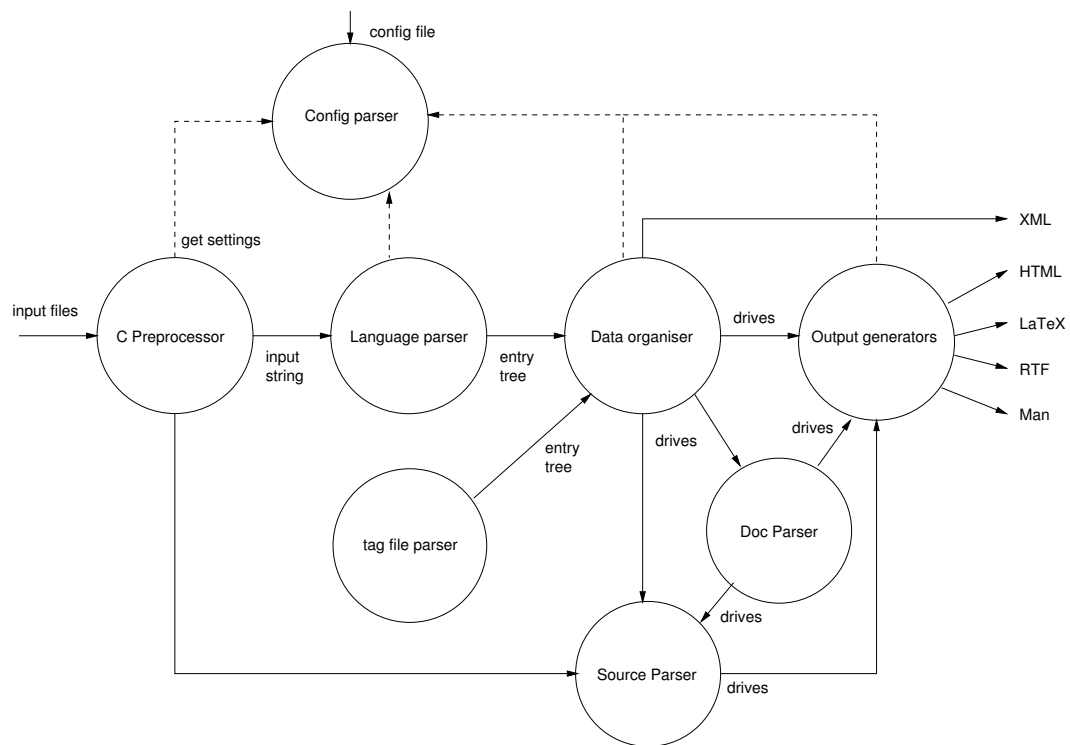 config file
Config parser
get settings
XML
HTML
input files
C Preprocessor
input
string
Language parser
entry
tree
Data organiser
drives
Output generators
LaTeX
RTF
Man
drives
drives
entry
tree
tag file parser
Doc Parser
drives
Source Parser
drives